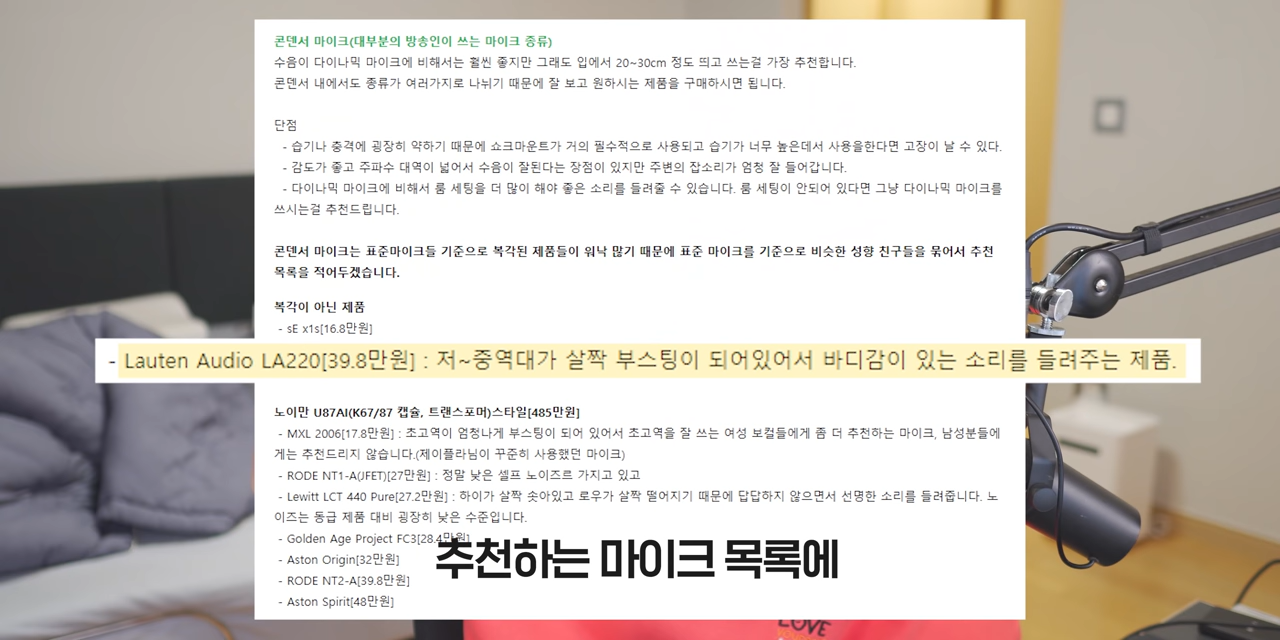 콘덴서 마이크(대부분의 방송인이 쓰는 마이크 종류)
수음이 다이나믹 마이크에 비해서는 훨씬 좋지만 그래도 입에서 20~30cm 정도 띄고 쓰는걸 가장 추천합니다.
콘덴서 내에서도 종류가 여러가지로 나뉘기 때문에 잘 보고 원하시는 제품을 구매하시면 됩니다.
단점
- 습기나 충격에 굉장히 약하기 때문에 쇼크마운트가 거의 필수적으로 사용되고 습기가 너무 높은데서 사용을한다면 고장이 날 수 있다.
- 감도가 좋고 주파수 대역이 넓어서 수음이 잘된다는 장점이 있지만 주변의 잡소리가 엄청 잘 들어갑니다.
- 다이나믹 마이크에 비해서 룸 세팅을 더 많이 해야 좋은 소리를 들려줄 수 있습니다. 룸 세팅이 안되어 있다면 그냥 다이나믹 마이크를
쓰시는걸 추천드립니다.
콘덴서 마이크는 표준마이크들 기준으로 복각된 제품들이 워낙 많기 때문에 표준 마이크를 기준으로 비슷한 성향 친구들을 묶어서 추천
목록을 적어두겠습니다.
복각이 아닌 제품
- sE x1s[16.8만원]
- Lauten Audio LA220[39.8만원] : 저~중역대가 살짝 부스팅이 되어있어서 바디감이 있는 소리를 들려주는 제품.
노이만 U87AI(K67/87 캡슐, 트랜스포머)스타일[485만원]
- MXL 2006[17.8만원] : 초고역이 엄청나게 부스팅이 되어 있어서 초고역을 잘 쓰는 여성 보컬들에게 좀 더 추천하는 마이크, 남성분들에
게는 추천드리지 않습니다.(제이플라님이 꾸준히 사용했던 마이크)
- RODE NT1-A(JFET)[27만원] : 정말 낮은 셀프 노이즈르 가지고 있고
- Lewitt LCT 440 Pure[27.2만원] : 하이가 살짝 솟아있고 로우가 살짝 떨어지기 때문에 답답하지 않으면서 선명한 소리를 들려줍니다. 노
이즈는 동급 제품 대비 굉장히 낮은 수준입니다.
- Golden Age Project FC3[28.4만원]
추천하는 마이크 목록에
- Aston Origin[32만원]
- RODE NT2-A[39.8만원]
- Aston Spirit[48만원]
LOVE